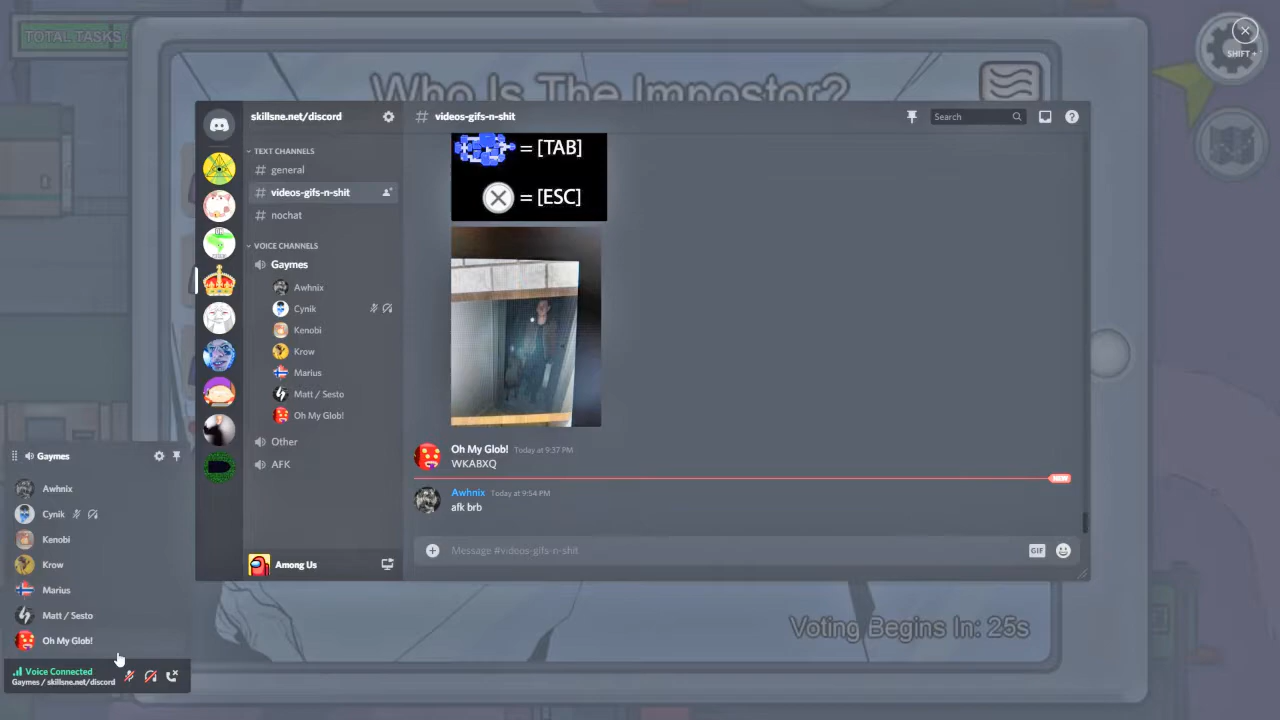 TOTAL TASKS
SHIFT+`
Who Is The Impostor?
skillsne.net/discord
videos-gifs-n-shit
Search
TEXT CHANNELS
general
videos-gifs-n-shit
nochat
= [TAB]
= [ESC]
VOICE CHANNELS
Gaymes
Awhnix
Cynik
Kenobi
Krow
Marius
Matt / Sesto
Oh My Glob!
Other
AFK
Among Us
Oh My Glob! Today at 9:37 PM
WKABXQ
NEW
Awhnix Today at 9:54 PM
afk brb
Message #videos-gifs-n-shit
GIF
Gaymes
Awhnix
Cynik
Kenobi
Krow
Marius
Matt / Sesto
Oh My Glob!
Voice Connected
Gaymes / skillsne.net/discord
Voting Begins In: 25s